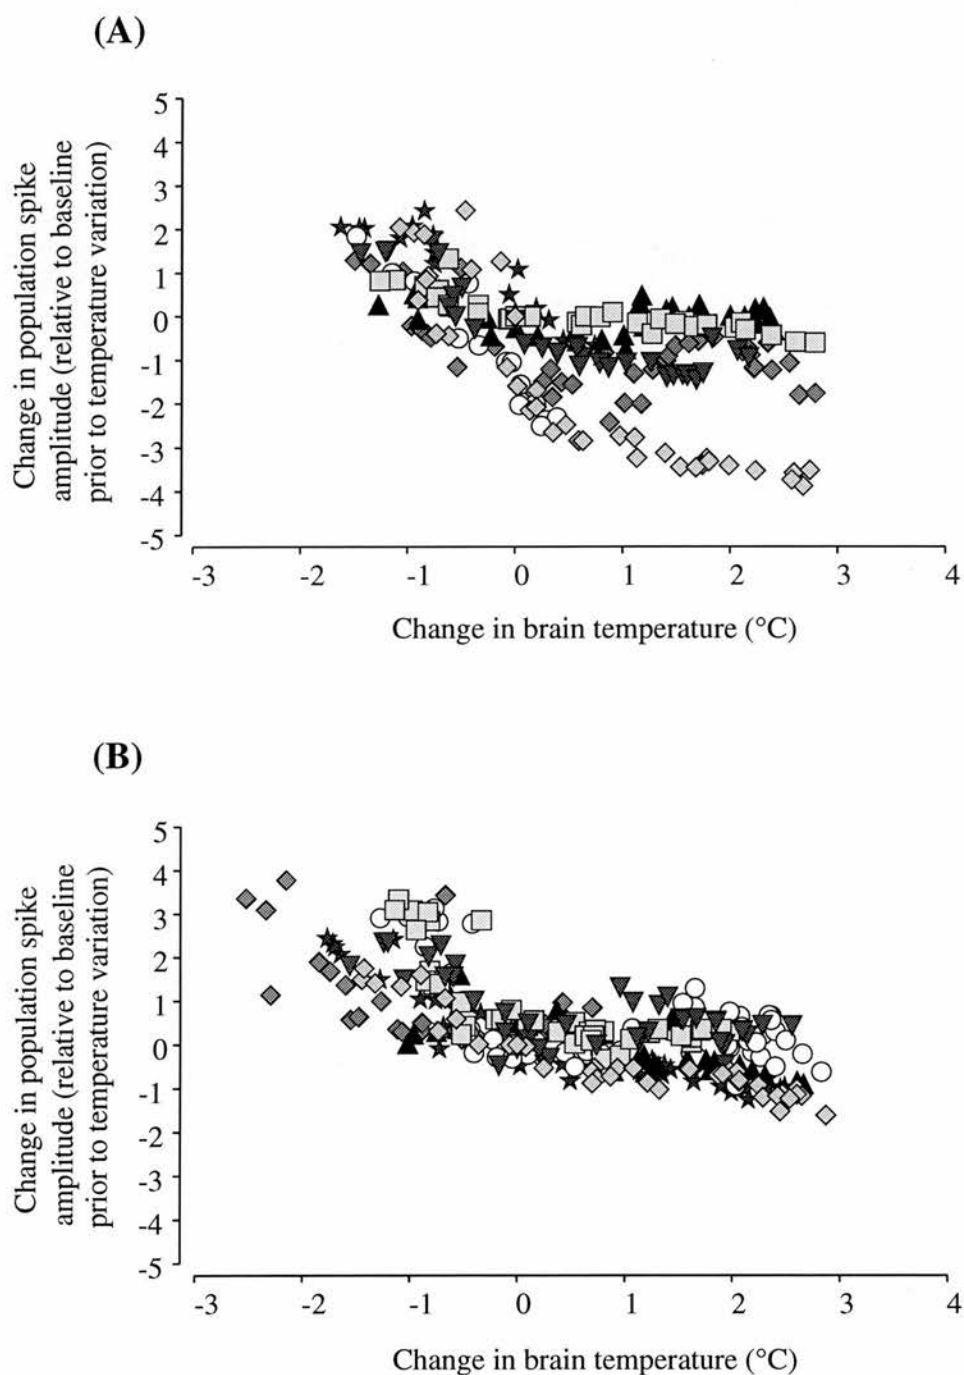 (A)
Change in population spike
amplitude (relative to baseline
prior to temperature variation)
5
4
3
2
1
0
-1
-2
-3
-4
-5
-3 -2 -1 0 1 2 3 4
Change in brain temperature (°C)
(B)
Change in population spike
amplitude (relative to baseline
prior to temperature variation)
5
4
3
2
1
0
-1
-2
-3
-4
-5
-3 -2 -1 0 1 2 3 4
Change in brain temperature (°C)